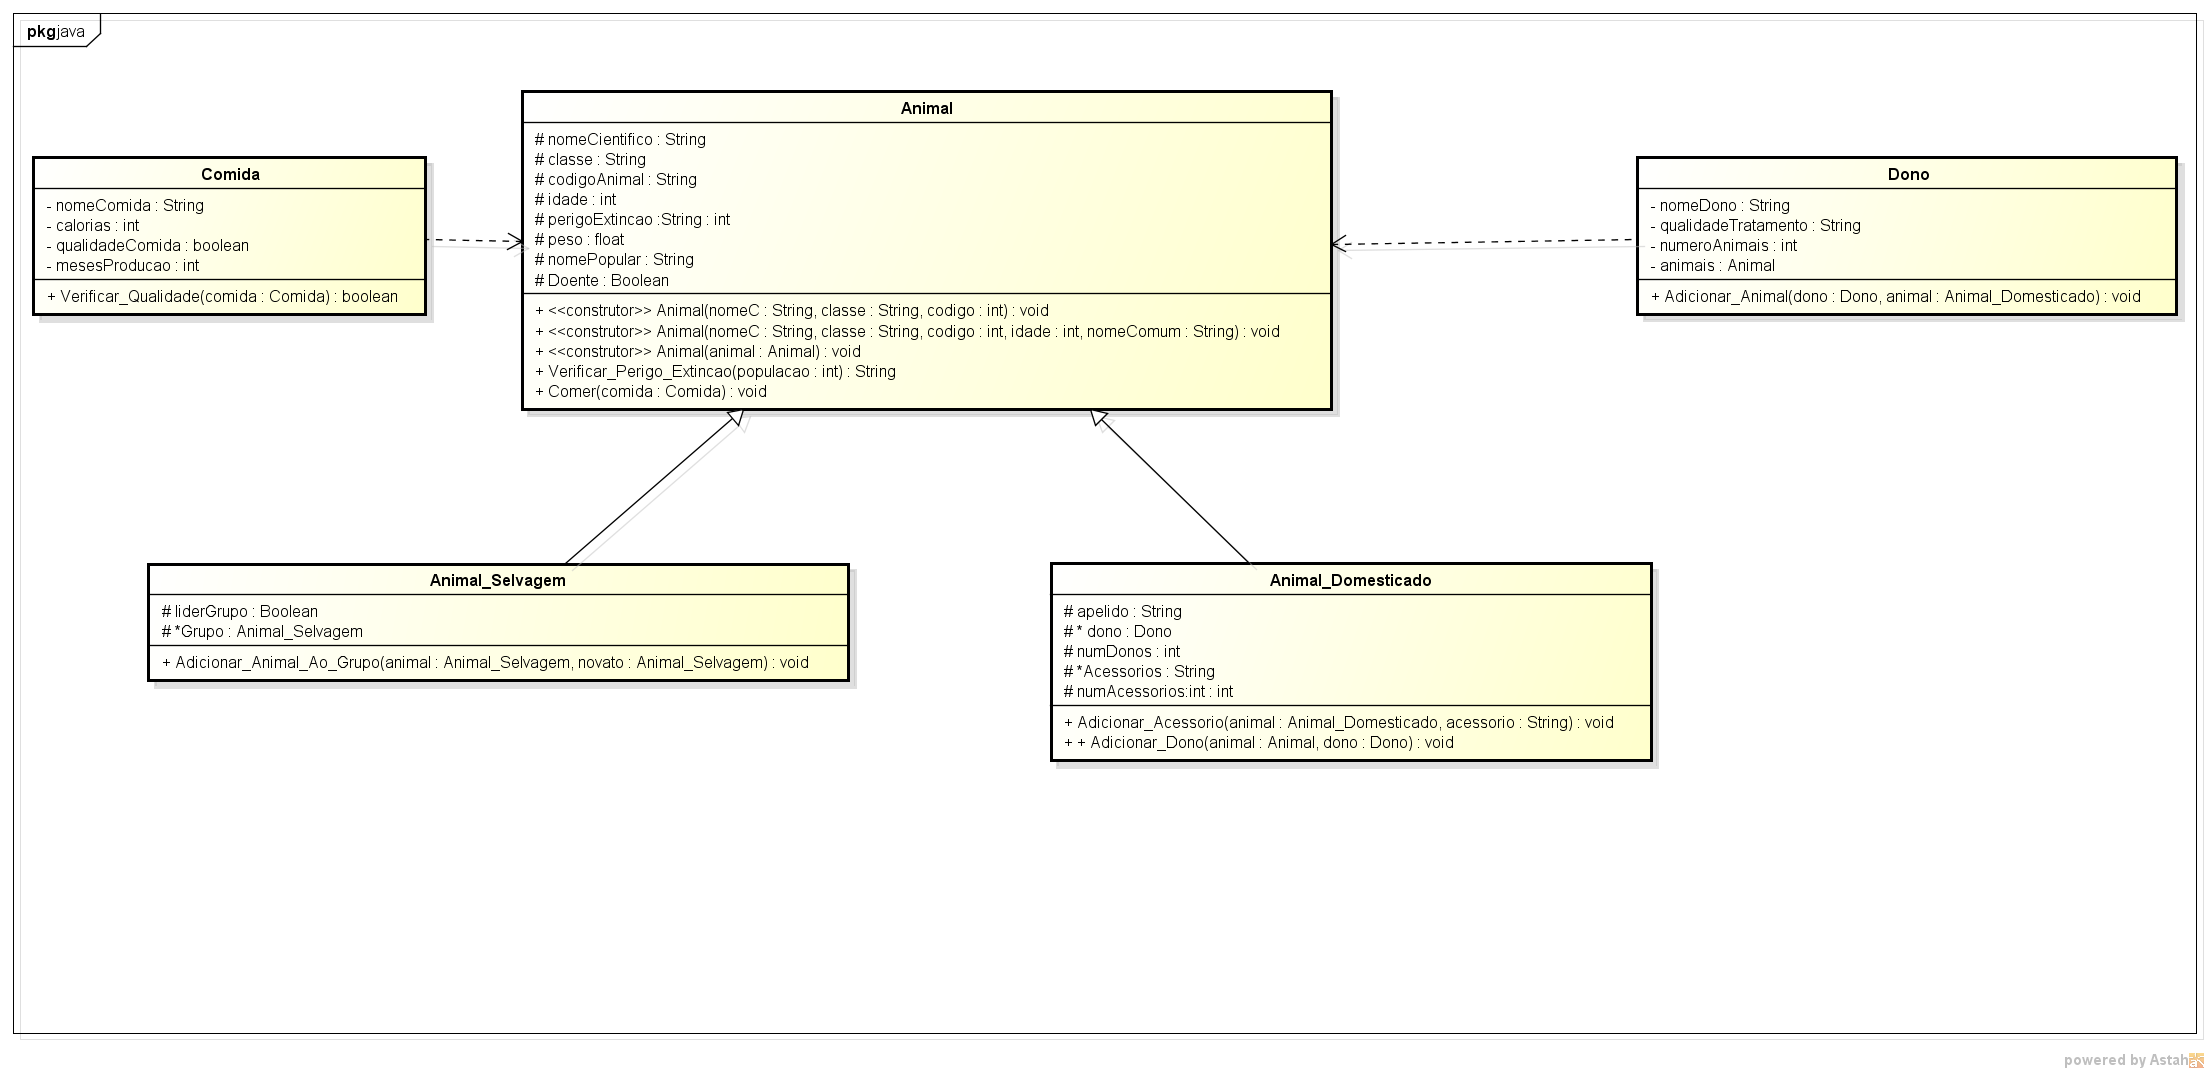 pkgjava
Animal
# nomeCientifico : String
# classe : String
# codigoAnimal : String
# idade : int
# perigoExtincao :String : int
# peso : float
# nomePopular : String
# Doente : Boolean
+ <<construtor>> Animal(nomeC : String, classe : String, codigo : int) : void
+ <<construtor>> Animal(nomeC : String, classe : String, codigo : int, idade : int, nomeComum : String) : void
+ <<construtor>> Animal(animal : Animal) : void
+ Verificar_Perigo_Extincao(populacao : int) : String
+ Comer(comida : Comida) : void
Comida
- nomeComida : String
- calorias : int
- qualidadeComida : boolean
- mesesProducao : int
+ Verificar_Qualidade(comida : Comida) : boolean
Dono
- nomeDono : String
- qualidadeTratamento : String
- numeroAnimais : int
- animais : Animal
+ Adicionar_Animal(dono : Dono, animal : Animal_Domesticado) : void
Animal_Selvagem
# liderGrupo : Boolean
# *Grupo : Animal_Selvagem
+ Adicionar_Animal_Ao_Grupo(animal : Animal_Selvagem, novato : Animal_Selvagem) : void
Animal_Domesticado
# apelido : String
# * dono : Dono
# numDonos : int
# *Acessorios : String
# numAcessorios:int : int
+ Adicionar_Acessorio(animal : Animal_Domesticado, acessorio : String) : void
+ + Adicionar_Dono(animal : Animal, dono : Dono) : void
powered by Astah